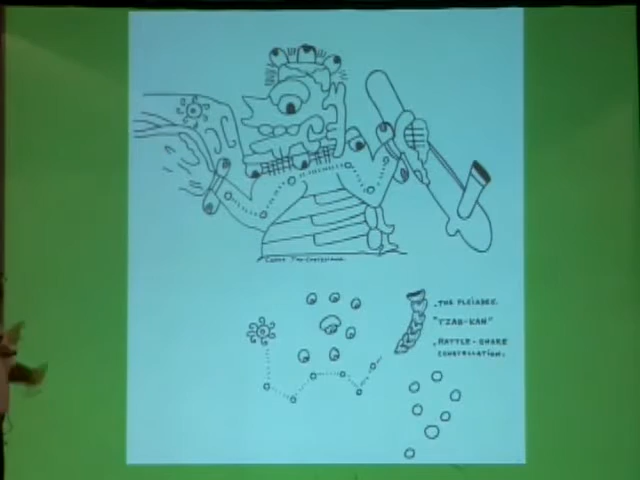 .THE PLEIADES.
"TZAB-KAN"
.RATTLE-SNAKE
CONSTELLATION.